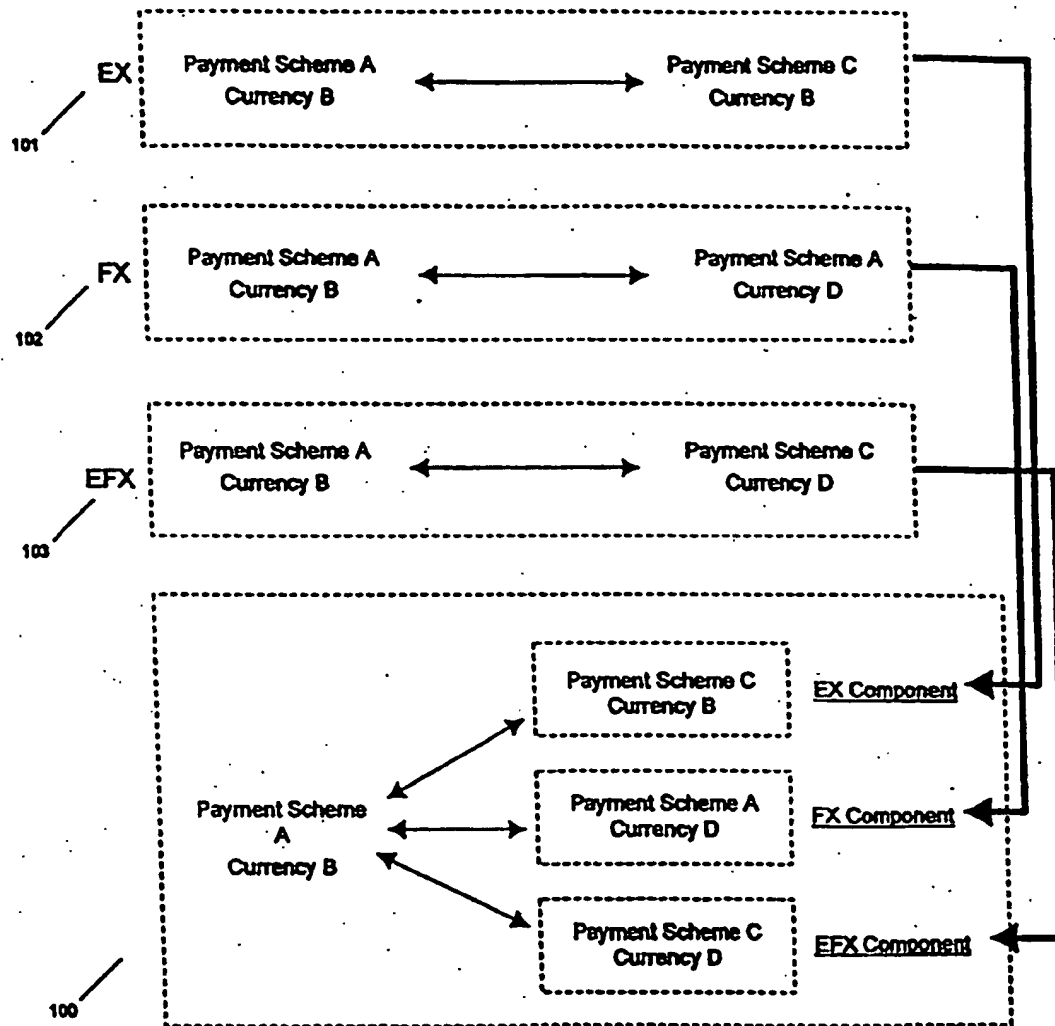 EX
Payment Scheme A
Currency B
Payment Scheme C
Currency B
101
FX
Payment Scheme A
Currency B
Payment Scheme A
Currency D
102
EFX
Payment Scheme A
Currency B
Payment Scheme C
Currency D
103
Payment Scheme C
Currency B
EX Component
Payment Scheme
A
Currency B
Payment Scheme A
Currency D
FX Component
Payment Scheme C
Currency D
EFX Component
100